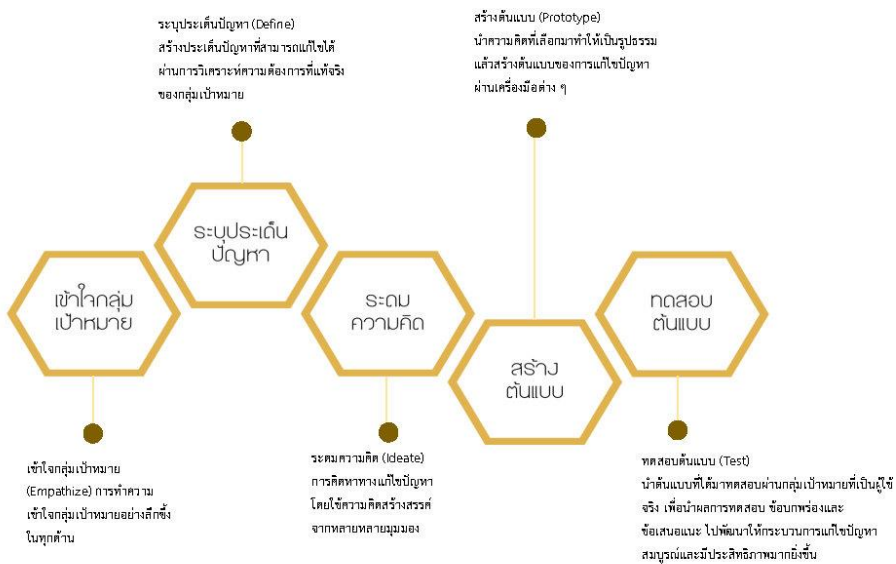 ระบุประเด็นปัญหา (Define)
สร้างประเด็นปัญหาที่สามารถแก้ไขได้
ผ่านการวิเคราะห์ความต้องการที่แท้จริง
ของกลุ่มเป้าหมาย
สร้างต้นแบบ (Prototype)
นำความคิดที่เลือกมาทำให้เป็นรูปธรรม
แล้วสร้างต้นแบบของการแก้ไขปัญหา
ผ่านเครื่องมือต่าง ๆ
เข้าใจกลุ่ม
เป้าหมาย
ระบุประเด็น
ปัญหา
ระดม
ความคิด
สร้าง
ต้นแบบ
ทดสอบ
ต้นแบบ
เข้าใจกลุ่มเป้าหมาย
(Empathize) การทำความ
เข้าใจกลุ่มเป้าหมายอย่างลึกซึ้ง
ในทุกด้าน
ระดมความคิด (Ideate)
การคิดหาทางแก้ไขปัญหา
โดยใช้ความคิดสร้างสรรค์
จากหลายหลายมุมมอง
ทดสอบต้นแบบ (Test)
นำต้นแบบที่ได้มาทดสอบผ่านกลุ่มเป้าหมายที่เป็นผู้ใช้
จริง เพื่อนำผลการทดสอบ ข้อบกพร่องและ
ข้อเสนอแนะ ไปพัฒนาให้กระบวนการแก้ไขปัญหา
สมบูรณ์และมีประสิทธิภาพมากยิ่งขึ้น